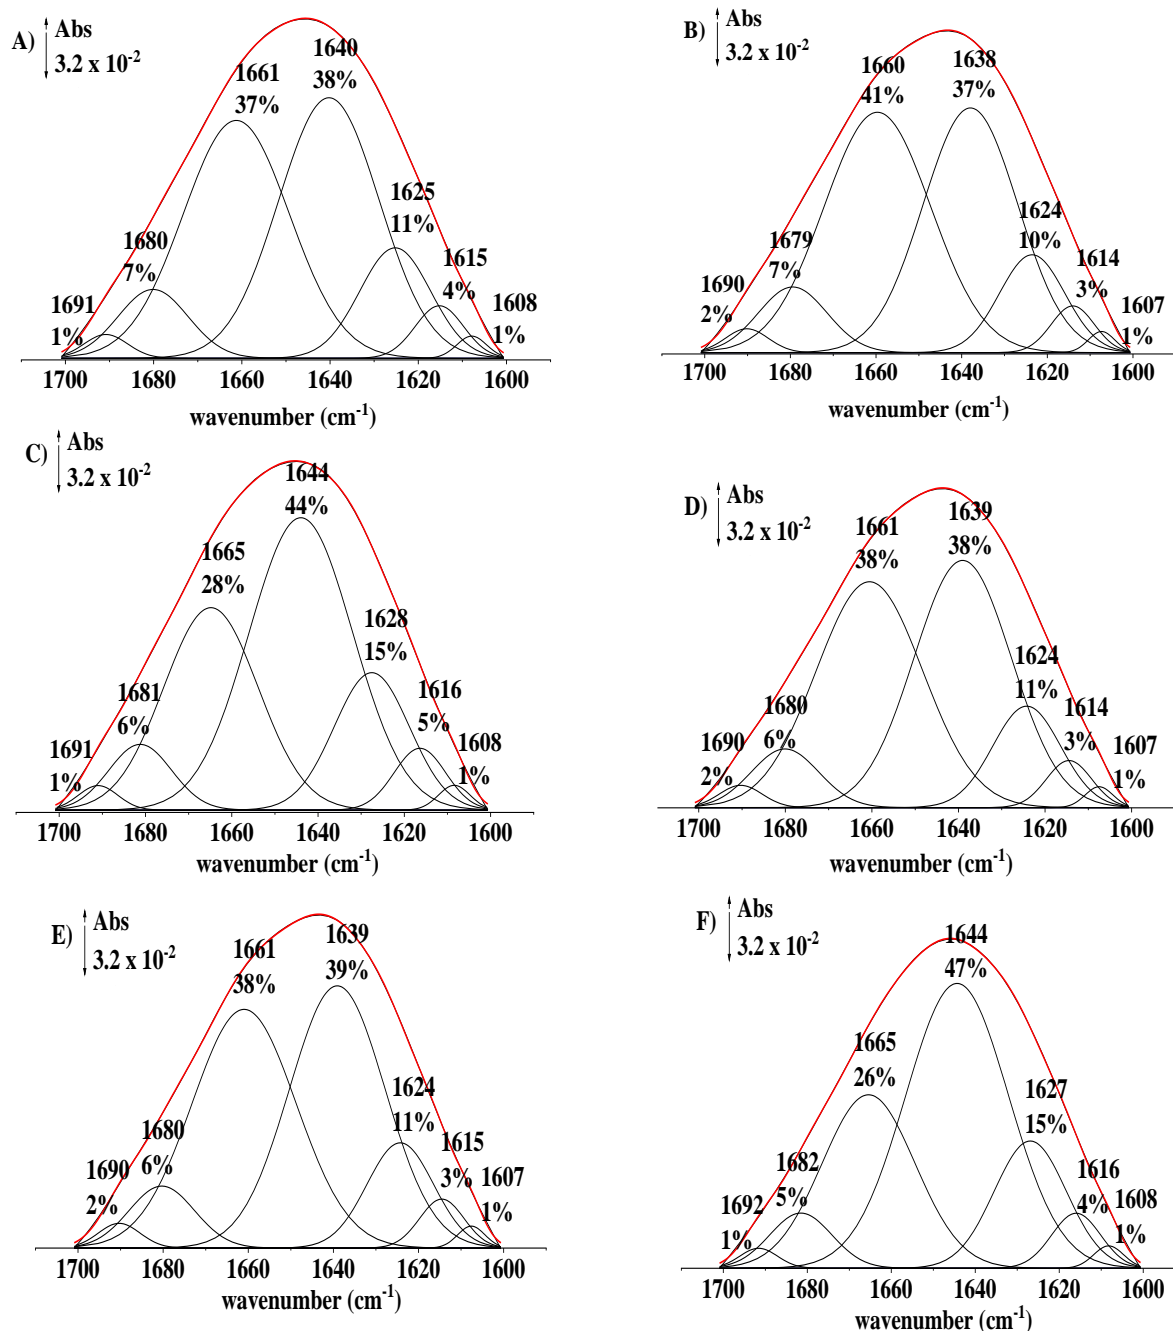 A)
Abs
3.2 x 10-2
1691
1%
1680
7%
1661
37%
1640
38%
1625
11%
1615
4%
1608
1%
1700 1680 1660 1640 1620 1600
wavenumber (cm-1)
B)
Abs
3.2 x 10-2
1690
2%
1679
7%
1660
41%
1638
37%
1624
10%
1614
3%
1607
1%
1700 1680 1660 1640 1620 1600
wavenumber (cm-1)
C)
Abs
3.2 x 10-2
1691
1%
1681
6%
1665
28%
1644
44%
1628
15%
1616
5%
1608
1%
1700 1680 1660 1640 1620 1600
wavenumber (cm-1)
D)
Abs
3.2 x 10-2
1690
2%
1680
6%
1661
38%
1639
38%
1624
11%
1614
3%
1607
1%
1700 1680 1660 1640 1620 1600
wavenumber (cm-1)
E)
Abs
3.2 x 10-2
1690
2%
1680
6%
1661
38%
1639
39%
1624
11%
1615
3%
1607
1%
1700 1680 1660 1640 1620 1600
wavenumber (cm-1)
F)
Abs
3.2 x 10-2
1692
1%
1682
5%
1665
26%
1644
47%
1627
15%
1616
4%
1608
1%
1700 1680 1660 1640 1620 1600
wavenumber (cm-1)